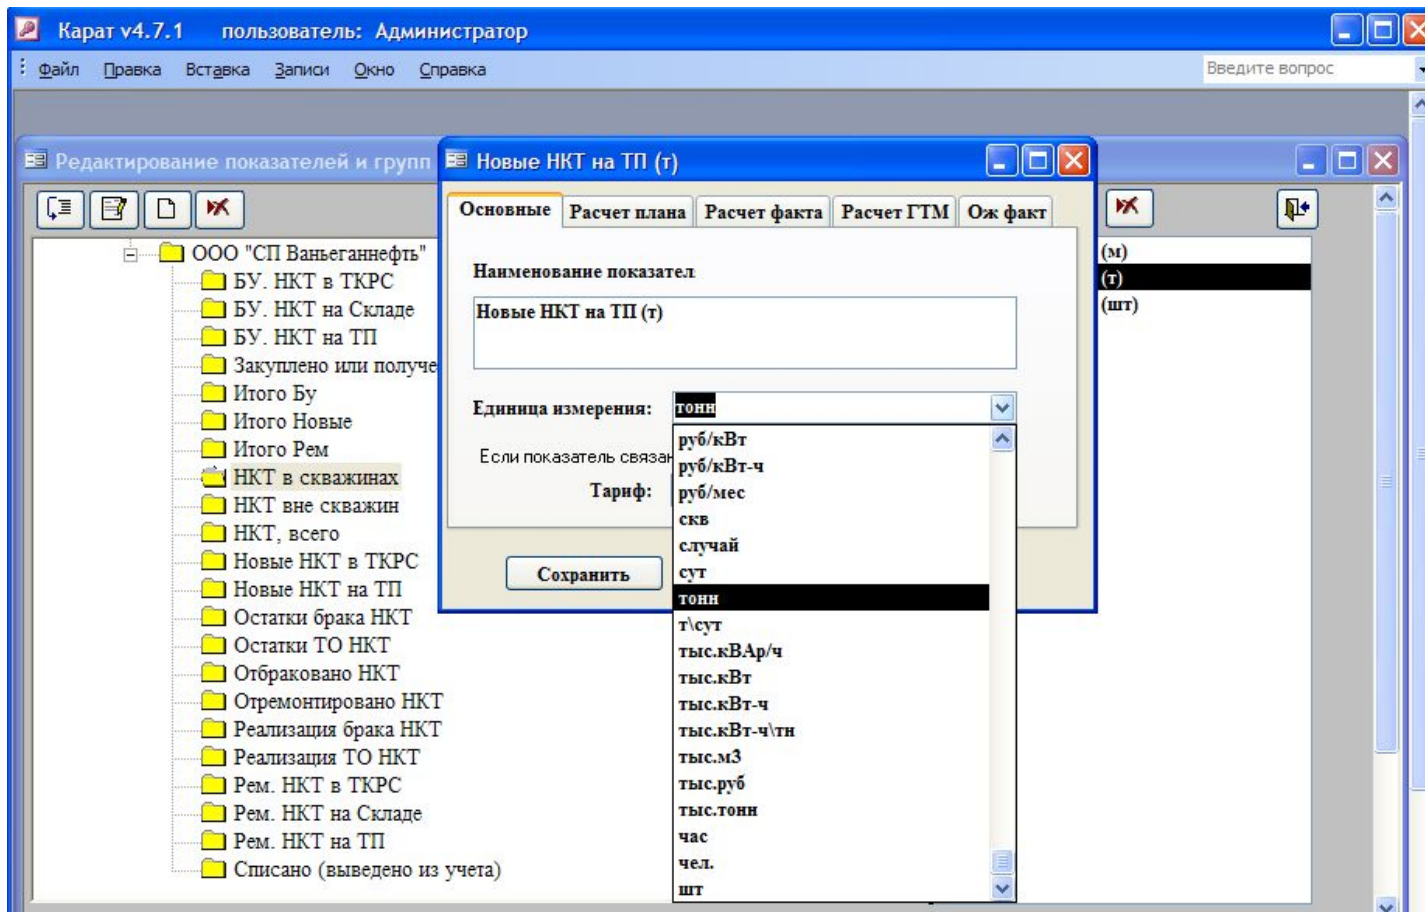 Карат v4.7.1 пользователь: Администратор
Файл Правка Вставка Записи Окно Справка Введите вопрос
Редактирование показателей и групп
Новые НКТ на ТП (т)
Основные Расчет плана Расчет факта Расчет ГТМ Ож факт
Наименование показател
Новые НКТ на ТП (т)
Единица измерения: тонн
Если показатель связан
Тариф:
Сохранить
руб/кВт
руб/кВт-ч
руб/мес
скв
случай
сут
тонн
т\сут
тыс.кВАр/ч
тыс.кВт
тыс.кВт-ч
тыс.кВт-ч\тн
тыс.м3
тыс.руб
тыс.тонн
час
чел.
шт
ООО "СП Ваньеганнефть"
БУ. НКТ в ТКРС
БУ. НКТ на Складе
БУ. НКТ на ТП
Закуплено или получе
Итого Бу
Итого Новые
Итого Рем
НКТ в скважинах
НКТ вне скважин
НКТ, всего
Новые НКТ в ТКРС
Новые НКТ на ТП
Остатки брака НКТ
Остатки ТО НКТ
Отбраковано НКТ
Отремонтировано НКТ
Реализация брака НКТ
Реализация ТО НКТ
Рем. НКТ в ТКРС
Рем. НКТ на Складе
Рем. НКТ на ТП
Списано (выведено из учета)
(м)
(т)
(шт)